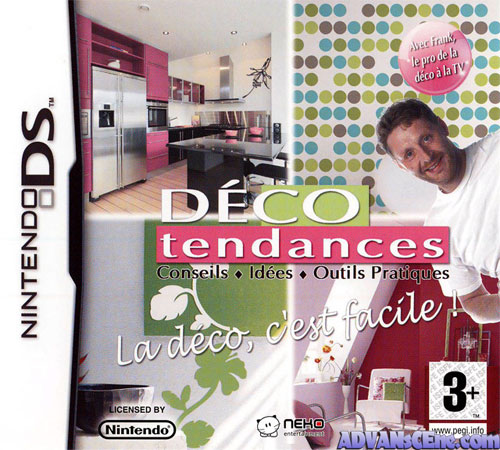 NINTENDO DS™
Avec Frank,
le pro de la
déco à la TV
DÉCO
tendances
Conseils ♦ Idées ♦ Outils Pratiques
La déco, c'est facile !
LICENSED BY
Nintendo
neko
entertainment
3+
www.pegi.info
ADVANSCENE.com